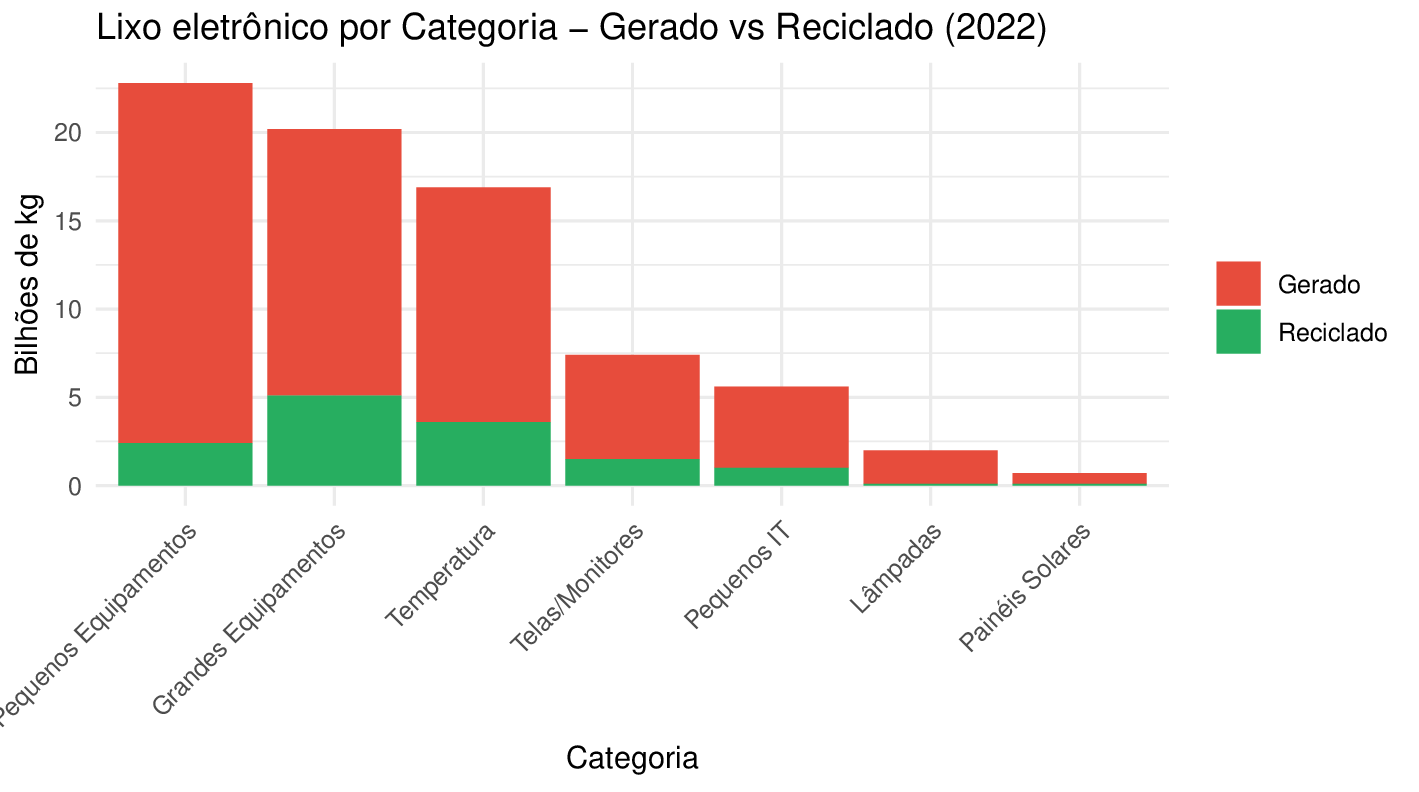 Lixo eletrônico por Categoria – Gerado vs Reciclado (2022)
Bilhões de kg
20
15
10
5
0
Gerado
Reciclado
Pequenos Equipamentos
Grandes Equipamentos
Temperatura
Telas/Monitores
Pequenos IT
Lâmpadas
Painéis Solares
Categoria